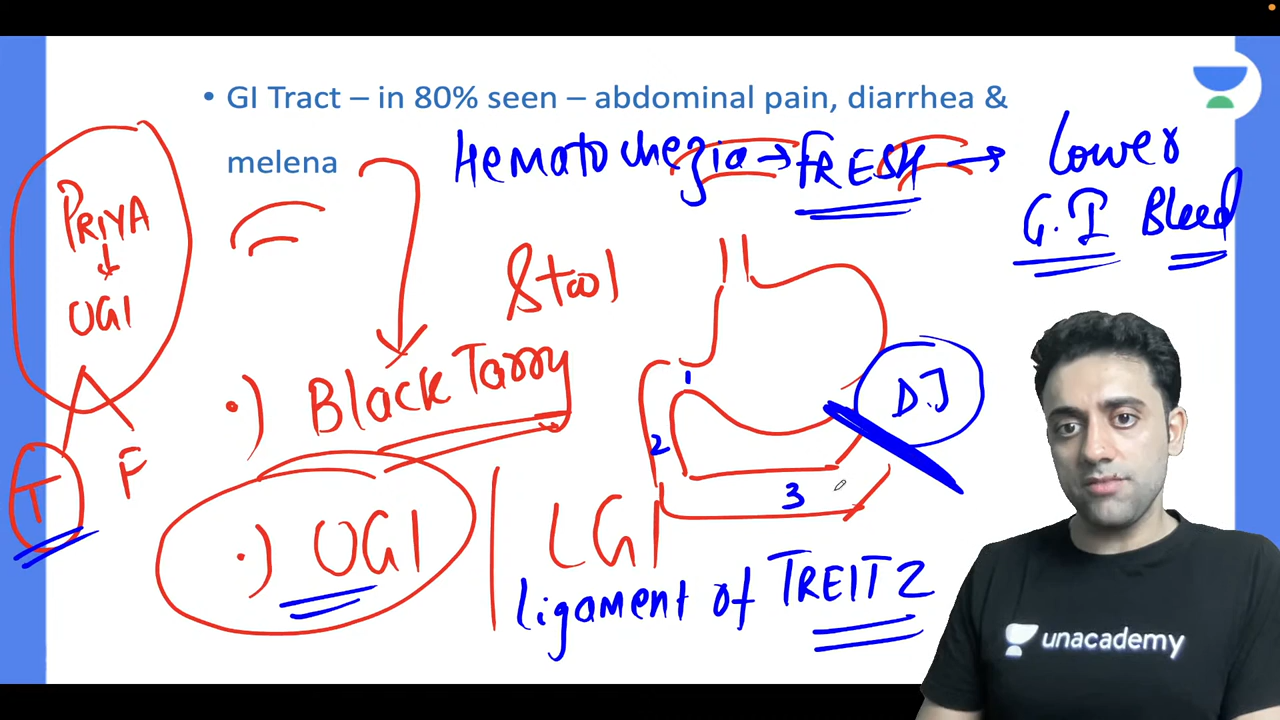 • GI Tract – in 80% seen – abdominal pain, diarrhea &
melena
Hematochezia → FRESH → Lower
G.I Bleed
PRIYA
↓
UGI
T F
Stool
•) Black Tarry
•) UGI | LGI
1
2
3
DJ
Ligament of TREITZ
unacademy